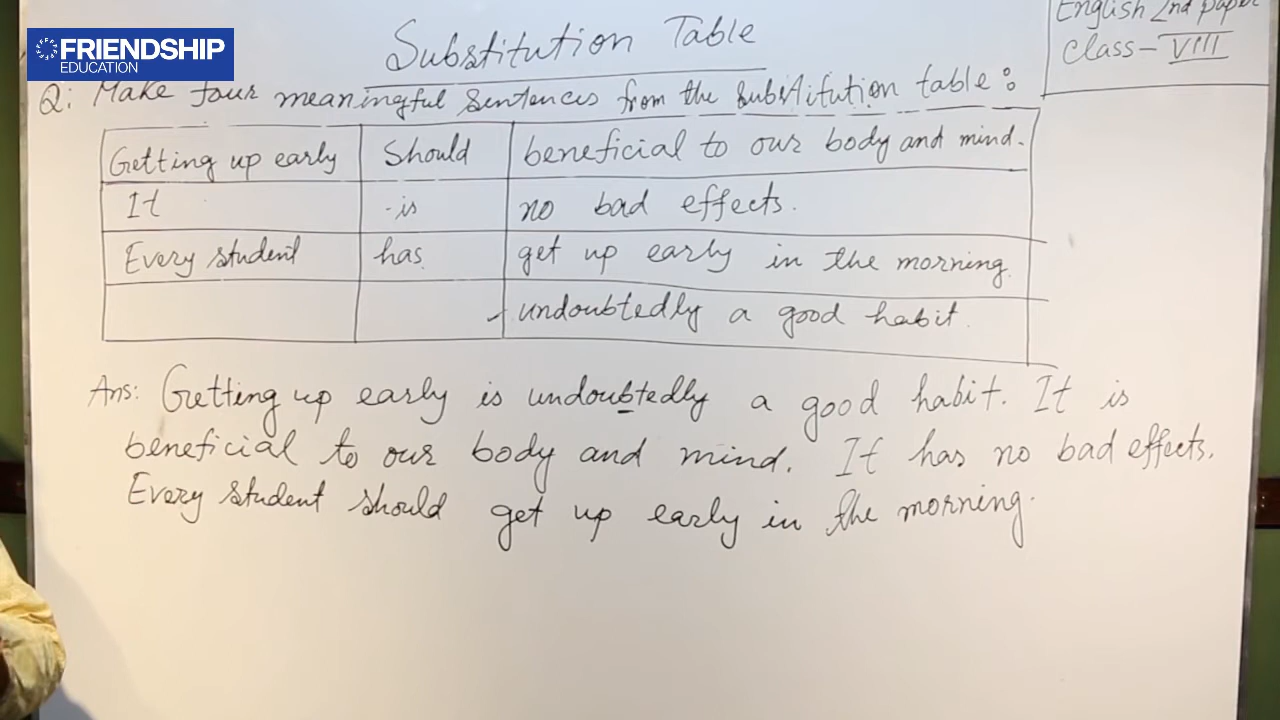 FRIENDSHIP
EDUCATION
Substitution Table
English 2nd paper
Class- VIII
Q: Make four meaningful sentences from the substitution table:
Getting up early Should beneficial to our body and mind.
It is no bad effects.
Every student has get up early in the morning.
undoubtedly a good habit.
Ans: Getting up early is undoubtedly a good habit. It is
beneficial to our body and mind. It has no bad effects.
Every student should get up early in the morning.